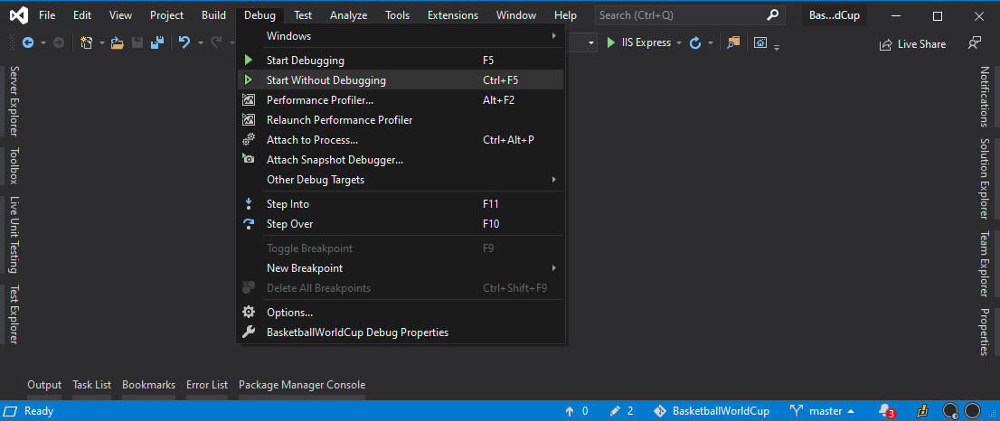 File Edit View Project Build Debug Test Analyze Tools Extensions Window Help Search (Ctrl+Q) Bas...dCup
IIS Express Live Share
Windows
Start Debugging F5
Start Without Debugging Ctrl+F5
Performance Profiler... Alt+F2
Relaunch Performance Profiler
Attach to Process... Ctrl+Alt+P
Attach Snapshot Debugger...
Other Debug Targets
Step Into F11
Step Over F10
Toggle Breakpoint F9
New Breakpoint
Delete All Breakpoints Ctrl+Shift+F9
Options...
BasketballWorldCup Debug Properties
Server Explorer
Toolbox
Live Unit Testing
Test Explorer
Notifications
Solution Explorer
Team Explorer
Properties
Output Task List Bookmarks Error List Package Manager Console
Ready 0 2 BasketballWorldCup master 3